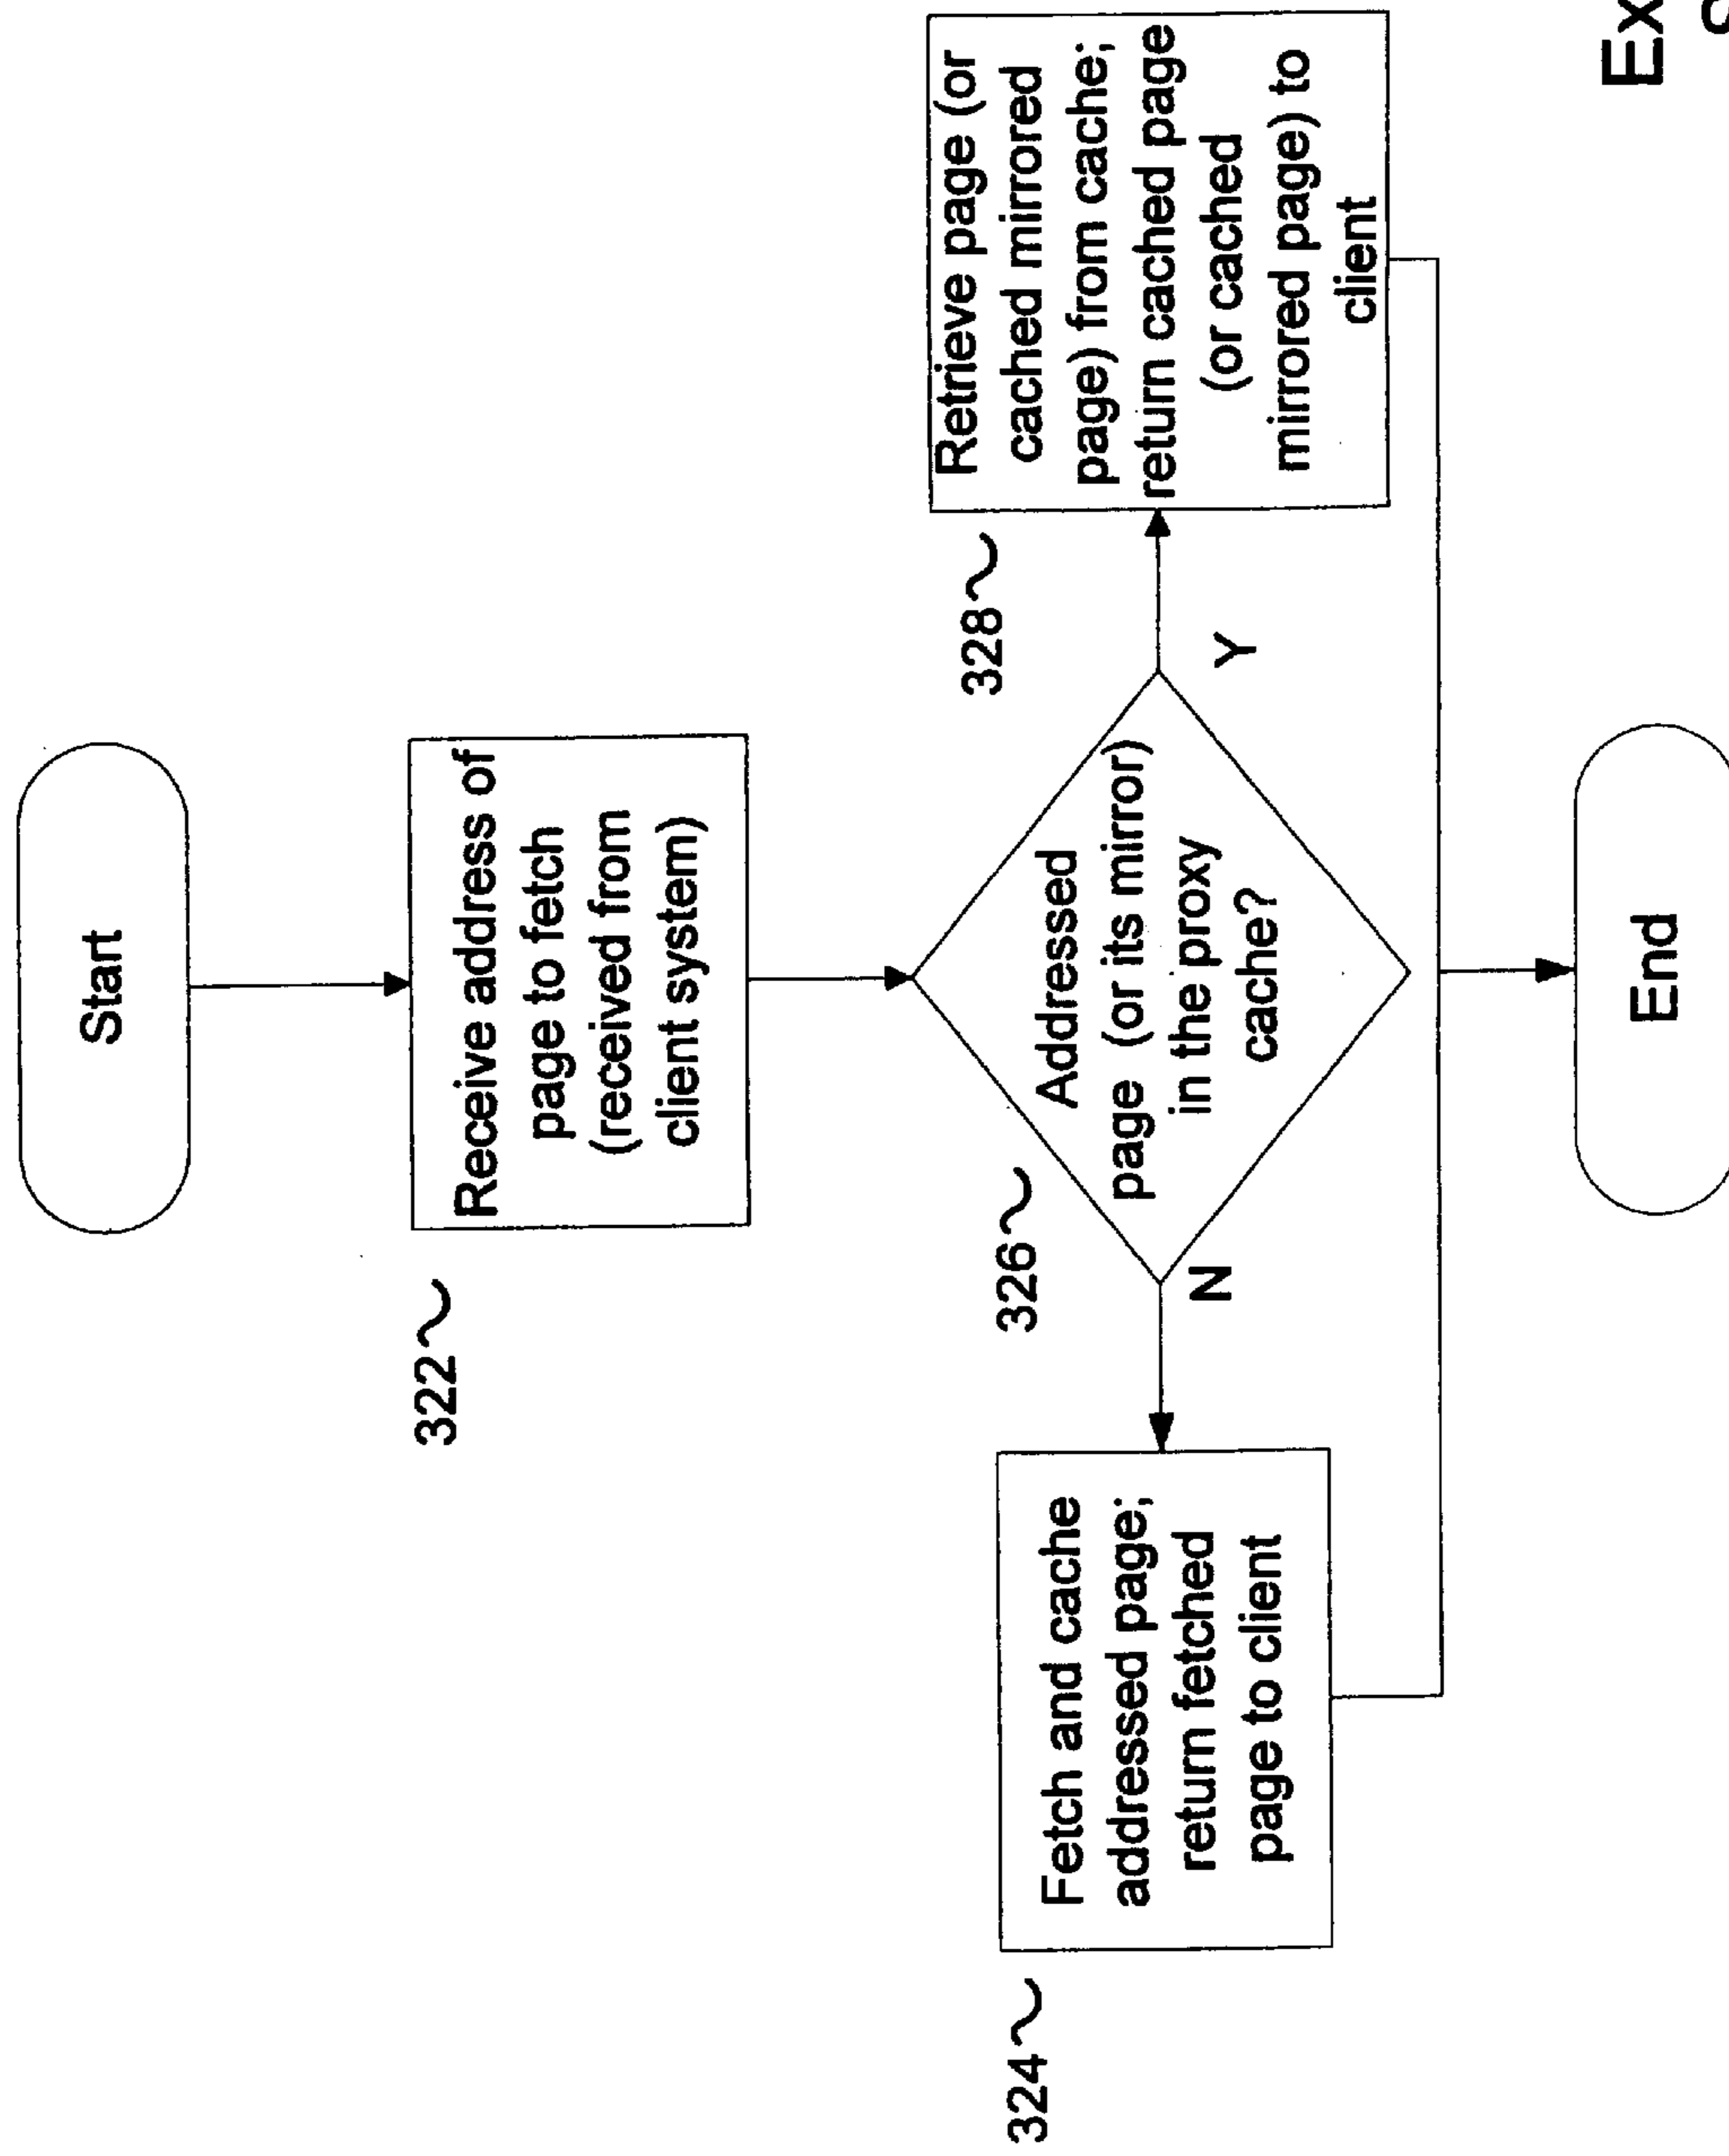 Start
322
Receive address of
page to fetch
(received from
client system)
326
Addressed
page (or its mirror)
in the proxy
cache?
N
Y
324
Fetch and cache
addressed page;
return fetched
page to client
328
Retrieve page (or
cached mirrored
page) from cache;
return cached page
(or cached
mirrored page) to
client
End